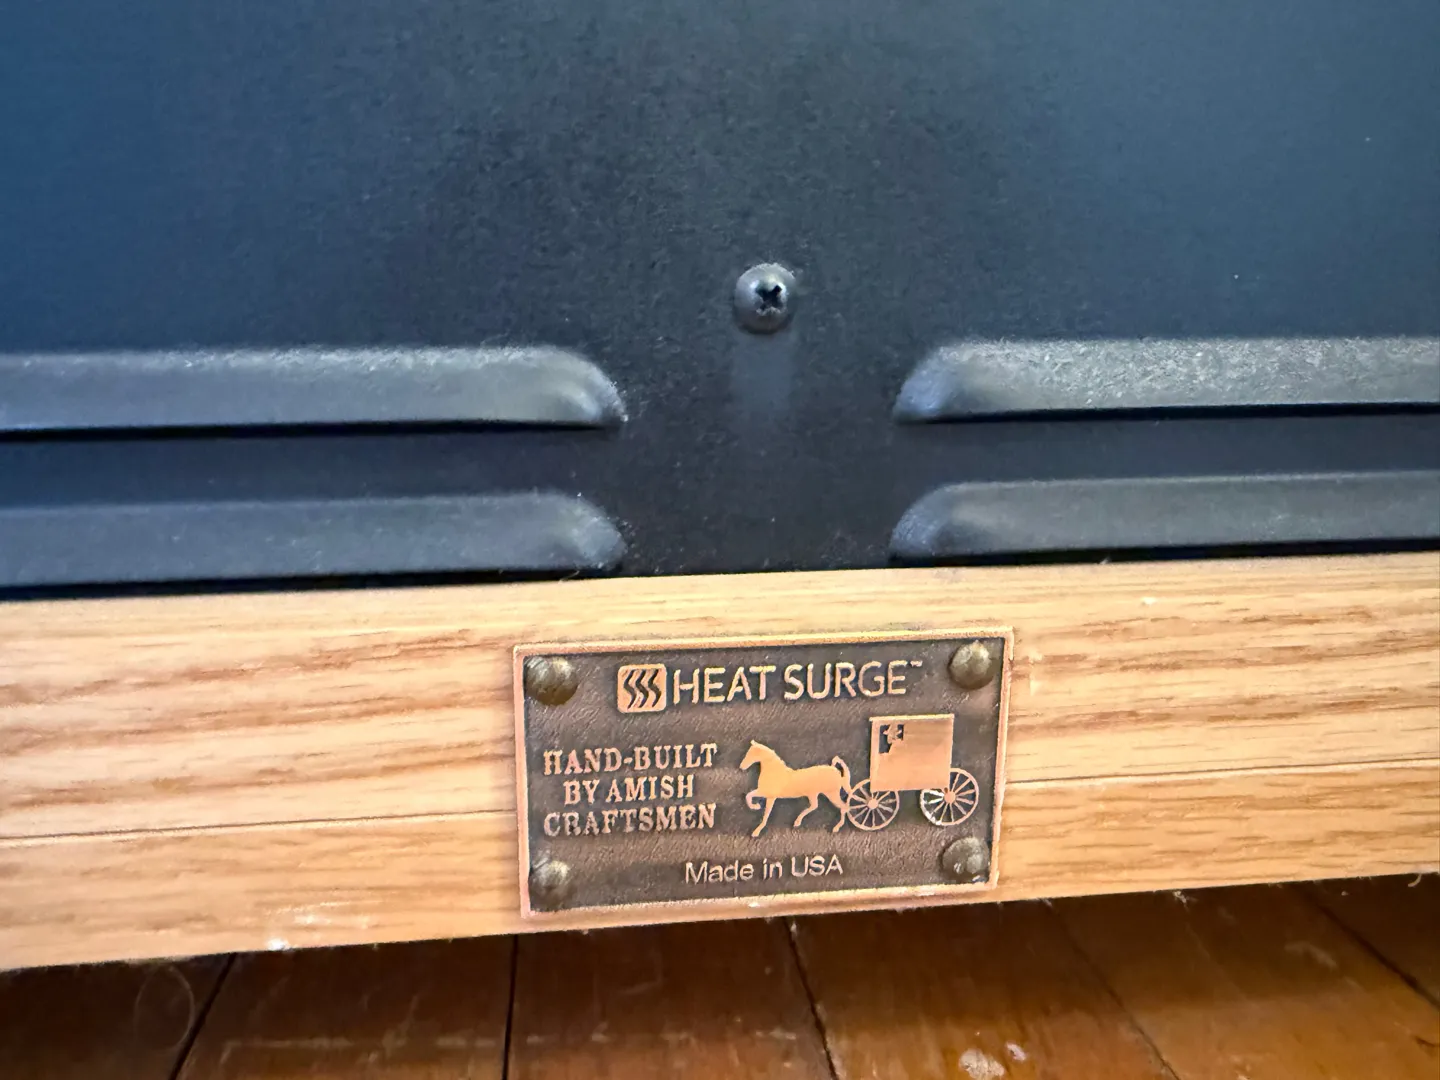 HEAT SURGE™
HAND-BUILT
BY AMISH
CRAFTSMEN
Made in USA